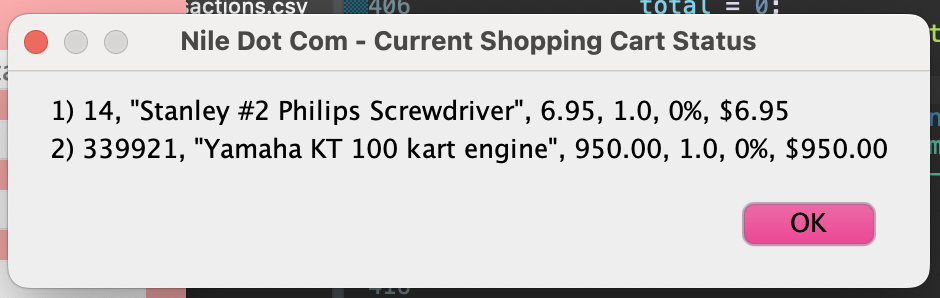 sactions.csv
406
total = 0;
Nile Dot Com - Current Shopping Cart Status
1) 14, "Stanley #2 Philips Screwdriver", 6.95, 1.0, 0%, $6.95
2) 339921, "Yamaha KT 100 kart engine", 950.00, 1.0, 0%, $950.00
OK